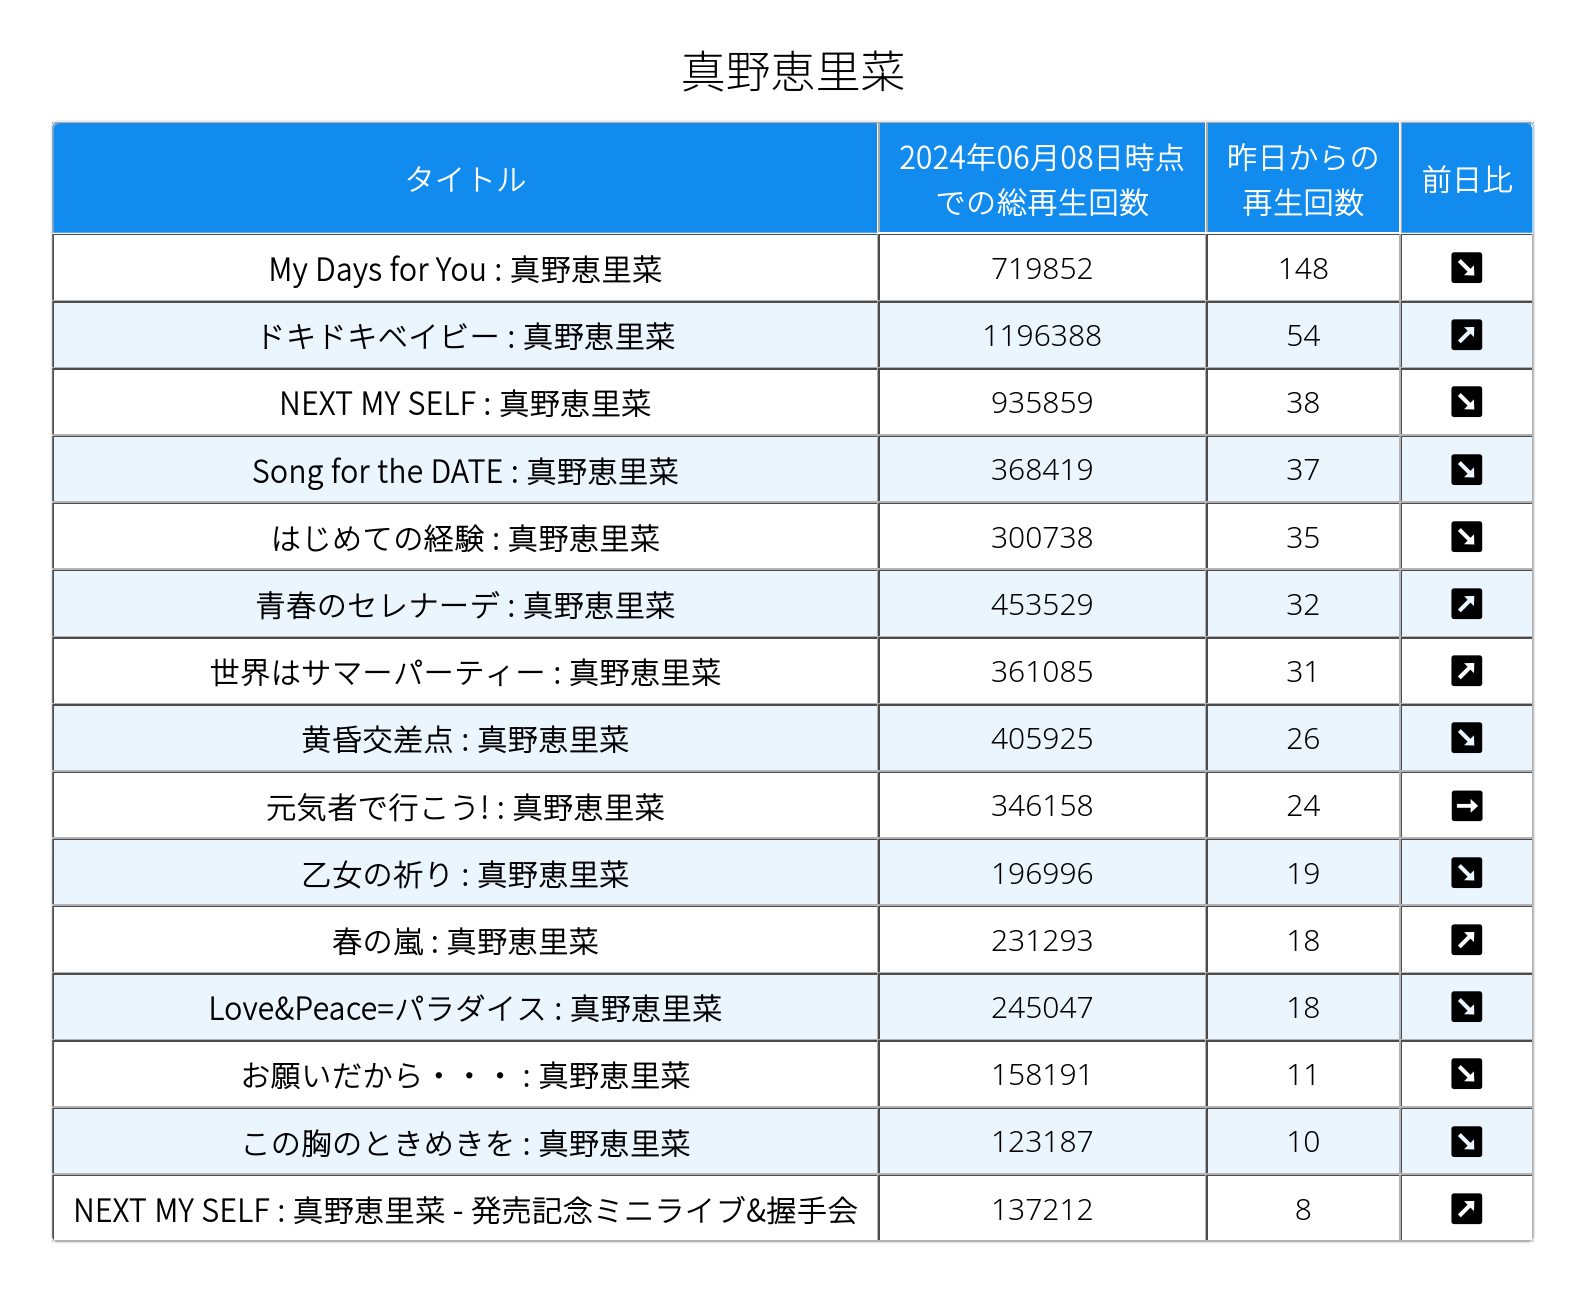 真野恵里菜
タイトル 2024年06月08日時点での総再生回数 昨日からの再生回数 前日比
My Days for You : 真野恵里菜 719852 148 ↘
ドキドキベイビー : 真野恵里菜 1196388 54 ↗
NEXT MY SELF : 真野恵里菜 935859 38 ↘
Song for the DATE : 真野恵里菜 368419 37 ↘
はじめての経験 : 真野恵里菜 300738 35 ↘
青春のセレナーデ : 真野恵里菜 453529 32 ↗
世界はサマーパーティー : 真野恵里菜 361085 31 ↗
黄昏交差点 : 真野恵里菜 405925 26 ↘
元気者で行こう! : 真野恵里菜 346158 24 →
乙女の祈り : 真野恵里菜 196996 19 ↘
春の嵐 : 真野恵里菜 231293 18 ↗
Love&Peace=パラダイス : 真野恵里菜 245047 18 ↘
お願いだから・・・ : 真野恵里菜 158191 11 ↘
この胸のときめきを : 真野恵里菜 123187 10 ↘
NEXT MY SELF : 真野恵里菜 - 発売記念ミニライブ&握手会 137212 8 ↗